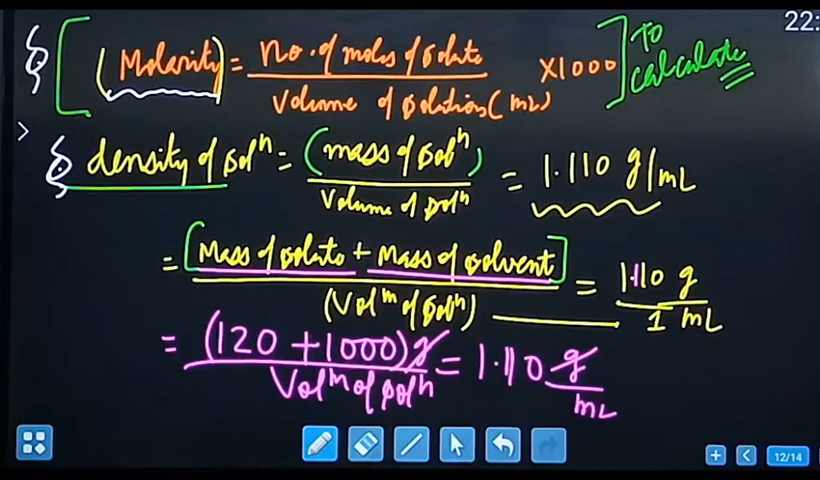 22:
§ [ (Molarity) = No. of moles of solute / Volume of solution (mL) X1000 ] To calculate
> § density of solⁿ = (mass of solⁿ) / Volume of solⁿ = 1.110 g/mL
= [Mass of solute + Mass of solvent] / (Volᵐ of solⁿ) = 1.110 g / 1 mL
= (120 + 1000) g / Volᵐ of solⁿ = 1.110 g / mL
12/14